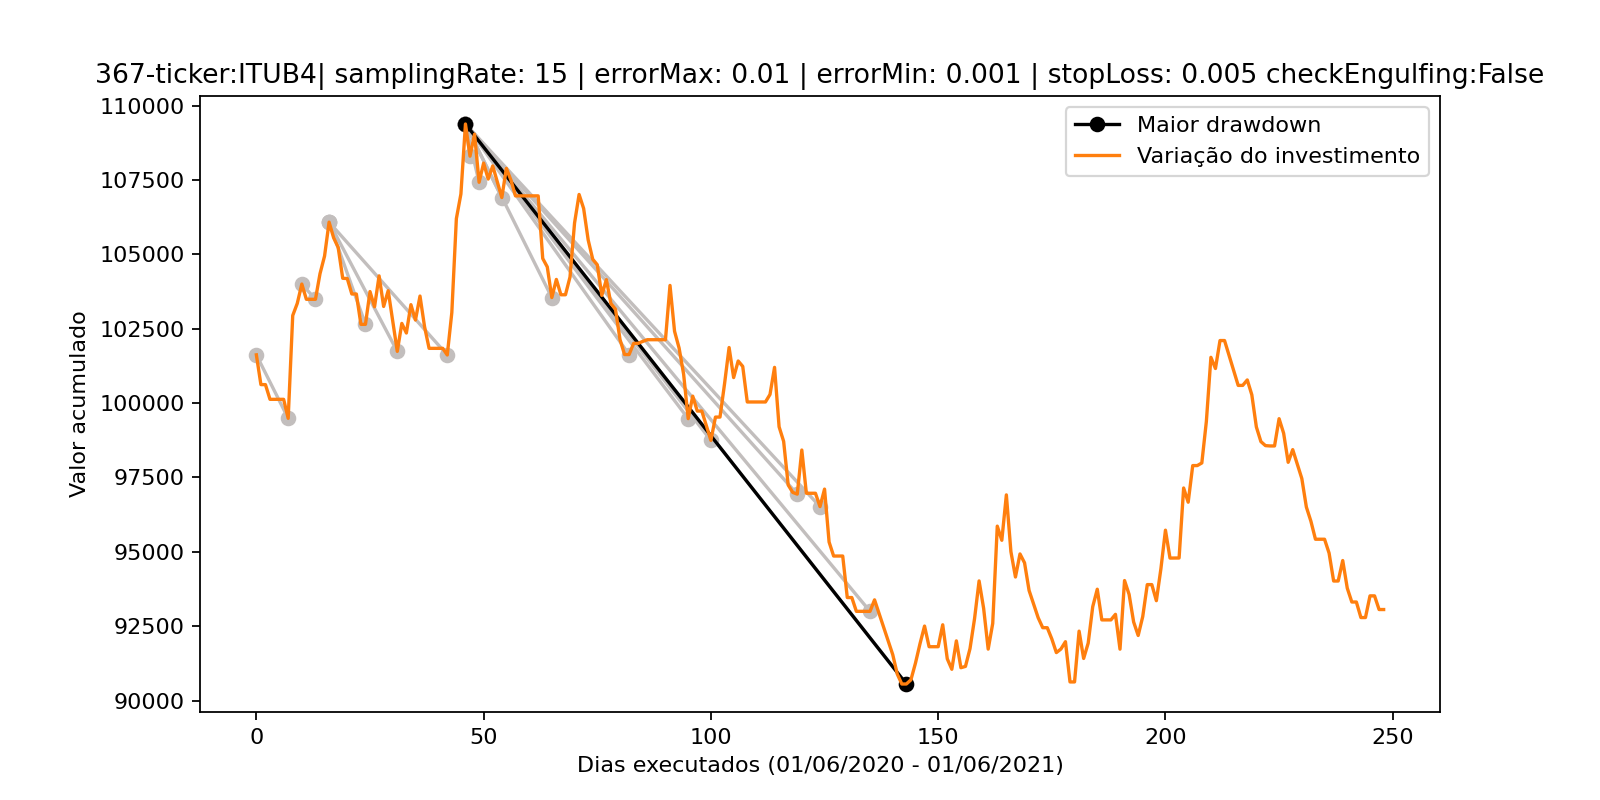 367-ticker:ITUB4| samplingRate: 15 | errorMax: 0.01 | errorMin: 0.001 | stopLoss: 0.005 checkEngulfing:False
110000
107500
105000
102500
100000
97500
95000
92500
90000
Valor acumulado
Maior drawdown
Variação do investimento
0 50 100 150 200 250
Dias executados (01/06/2020 - 01/06/2021)